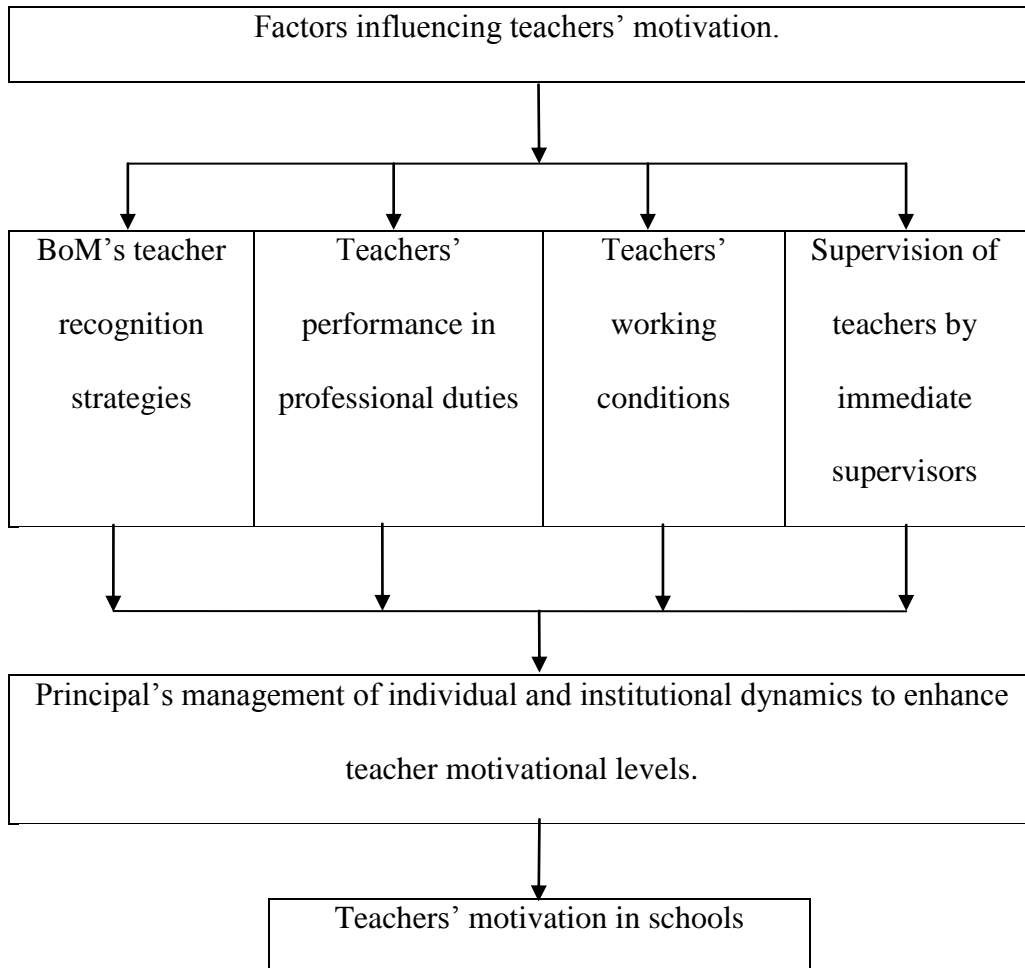 Factors influencing teachers’ motivation.
BoM’s teacher
recognition
strategies
Teachers’
performance in
professional duties
Teachers’
working
conditions
Supervision of
teachers by
immediate
supervisors
Principal’s management of individual and institutional dynamics to enhance
teacher motivational levels.
Teachers’ motivation in schools